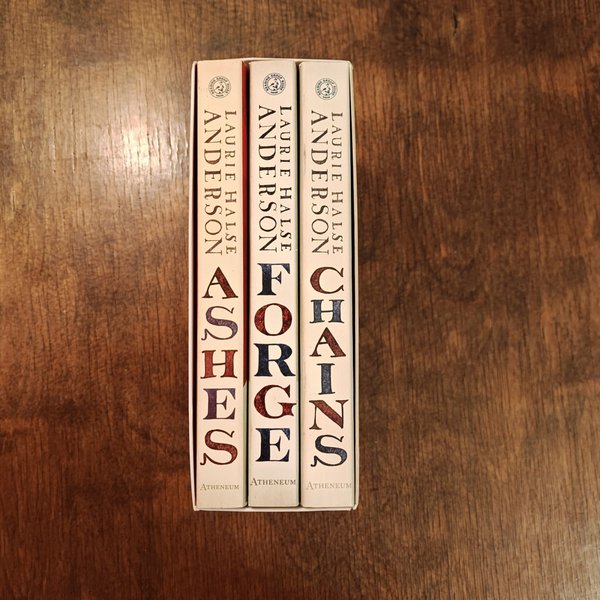 LAURIE HALSE
ANDERSON
ASHES
ATHENEUM
LAURIE HALSE
ANDERSON
FORGE
ATHENEUM
LAURIE HALSE
ANDERSON
CHAINS
ATHENEUM